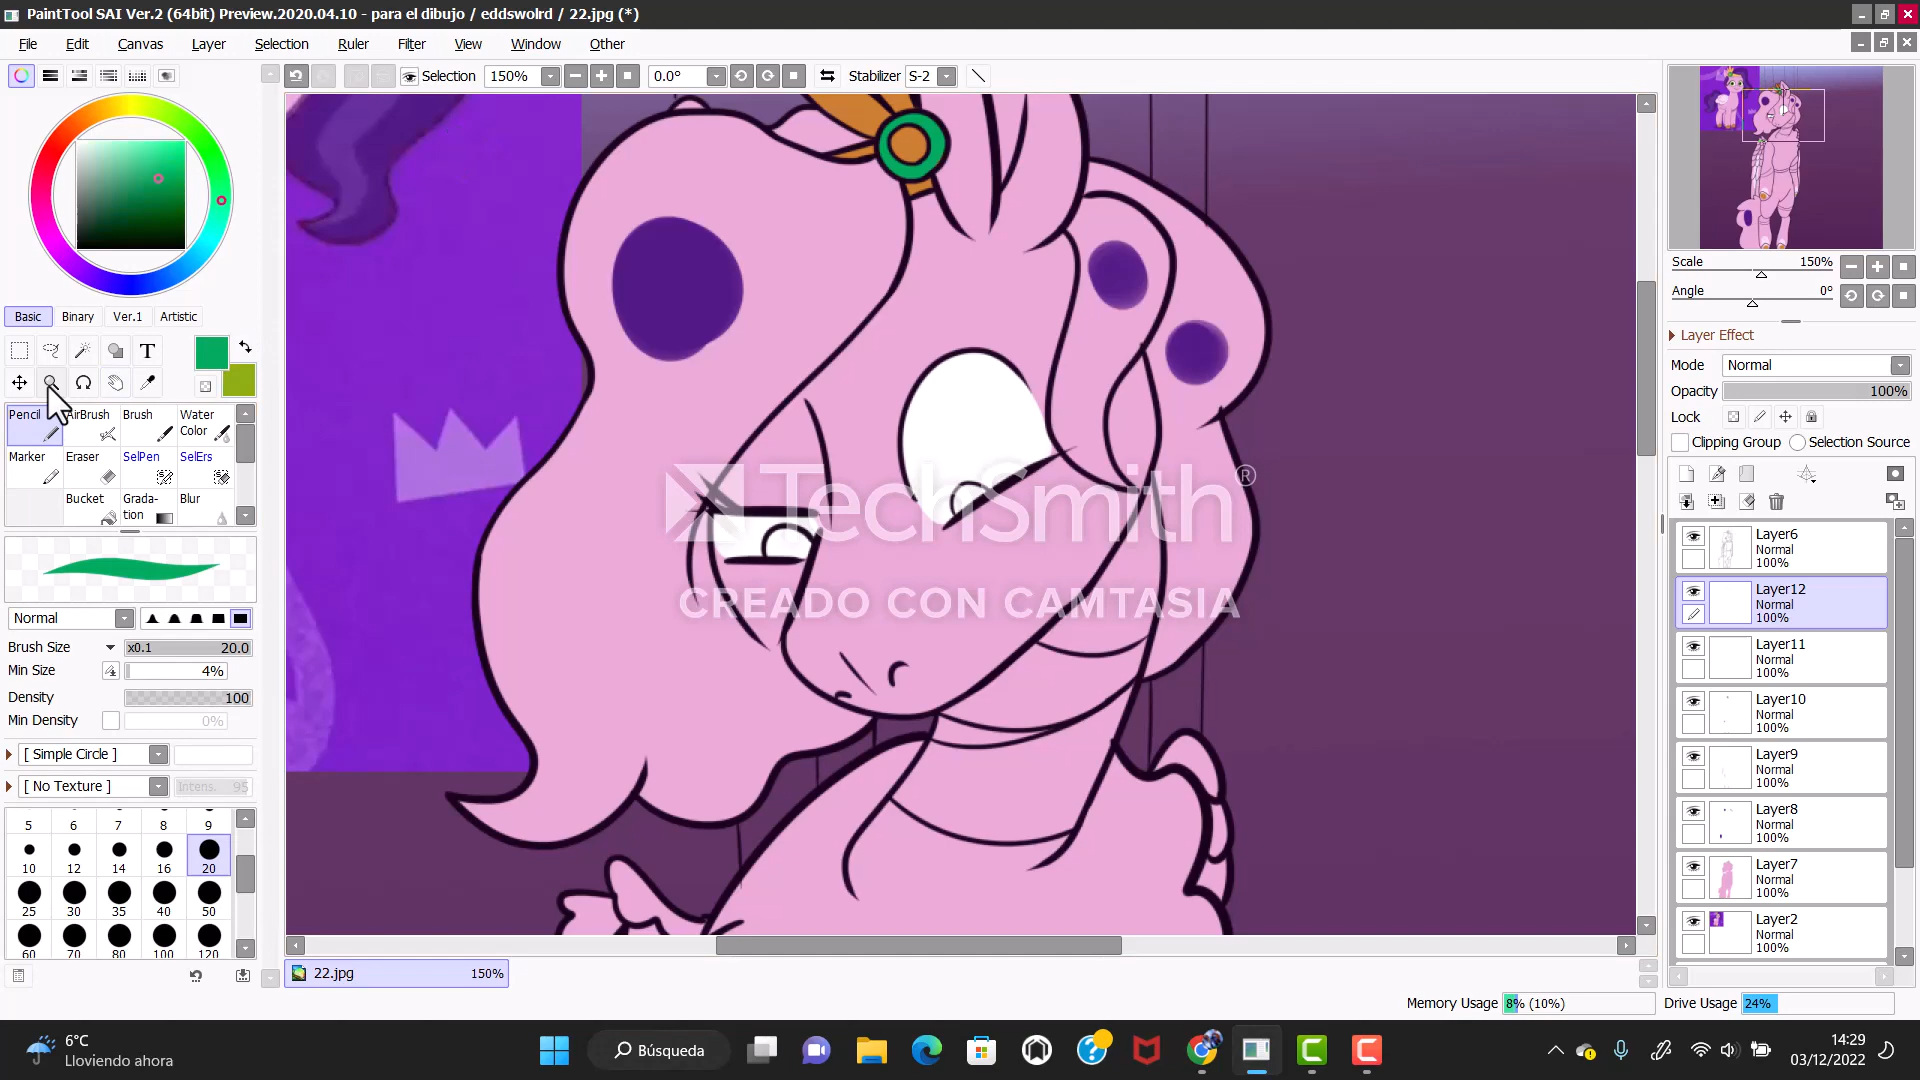 PaintTool SAI Ver.2 (64bit) Preview.2020.04.10 - para el dibujo / eddswolrd / 22.jpg (*)
File Edit Canvas Layer Selection Ruler Filter View Window Other
Selection 150% 0.0° Stabilizer S-2
Scale 150%
Angle 0°
Basic Binary Ver.1 Artistic
T
Layer Effect
Mode Normal
Opacity 100%
Lock
Clipping Group Selection Source
Pencil AirBrush Brush Water Color
Marker Eraser SelPen SelErs
Bucket Grada-tion Blur
TechSmith®
CREADO CON CAMTASIA
Normal
Brush Size x0.1 20.0
Min Size 4%
Density 100
Min Density 0%
[ Simple Circle ]
[ No Texture ] Intens. 95
5 6 7 8 9
10 12 14 16 20
25 30 35 40 50
60 70 80 100 120
Layer6
Normal
100%
Layer12
Normal
100%
Layer11
Normal
100%
Layer10
Normal
100%
Layer9
Normal
100%
Layer8
Normal
100%
Layer7
Normal
100%
Layer2
Normal
100%
22.jpg 150%
Memory Usage 8% (10%) Drive Usage 24%
6°C
Lloviendo ahora
Búsqueda
14:29
03/12/2022